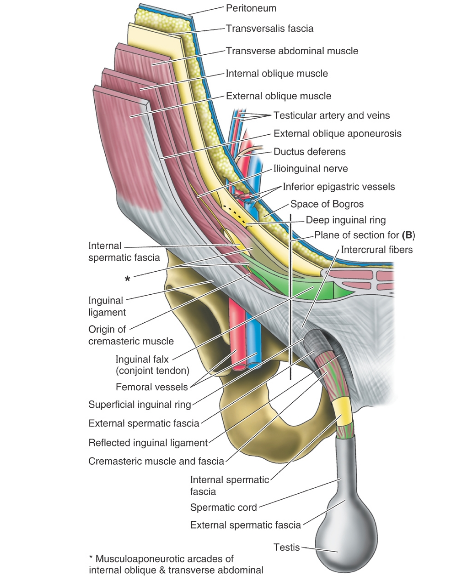 Peritoneum
Transversalis fascia
Transverse abdominal muscle
Internal oblique muscle
External oblique muscle
Testicular artery and veins
External oblique aponeurosis
Ductus deferens
Ilioinguinal nerve
Inferior epigastric vessels
Space of Bogros
Deep inguinal ring
Plane of section for (B)
Intercrural fibers
Internal
spermatic fascia
*
Inguinal
ligament
Origin of
cremasteric muscle
Inguinal falx
(conjoint tendon)
Femoral vessels
Superficial inguinal ring
External spermatic fascia
Reflected inguinal ligament
Cremasteric muscle and fascia
Internal spermatic
fascia
Spermatic cord
External spermatic fascia
Testis
* Musculoaponeurotic arcades of
internal oblique & transverse abdominal